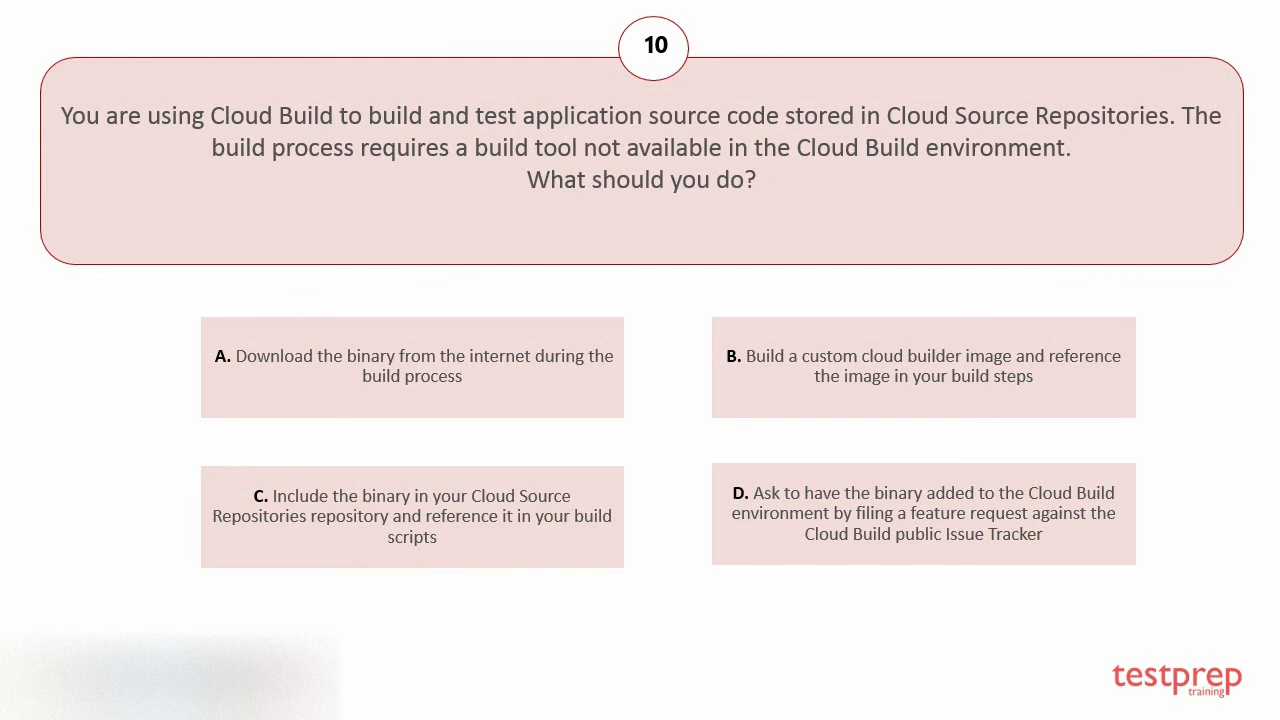 10
You are using Cloud Build to build and test application source code stored in Cloud Source Repositories. The
build process requires a build tool not available in the Cloud Build environment.
What should you do?
A. Download the binary from the internet during the
build process
B. Build a custom cloud builder image and reference
the image in your build steps
C. Include the binary in your Cloud Source
Repositories repository and reference it in your build
scripts
D. Ask to have the binary added to the Cloud Build
environment by filing a feature request against the
Cloud Build public Issue Tracker
testprep
training